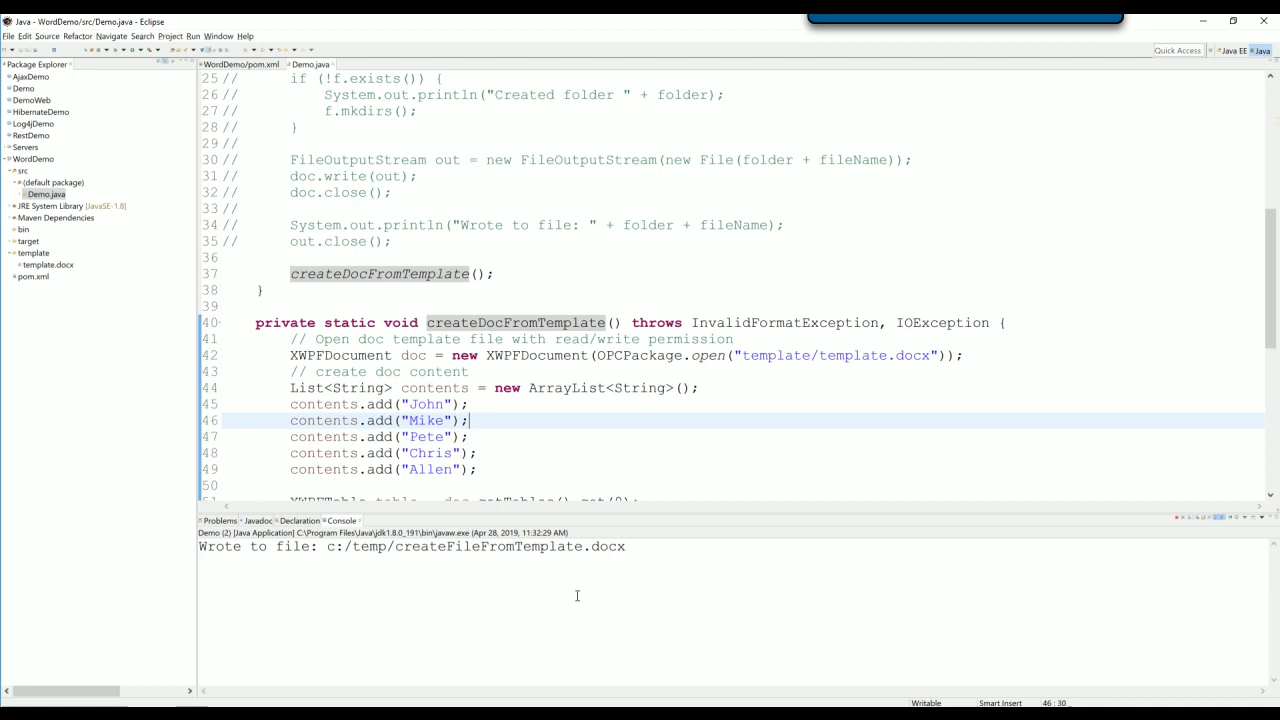 Java - WordDemo/src/Demo.java - Eclipse
File Edit Source Refactor Navigate Search Project Run Window Help
Quick Access Java EE Java
Package Explorer
AjaxDemo
Demo
DemoWeb
HibernateDemo
Log4jDemo
RestDemo
Servers
WordDemo
src
(default package)
Demo.java
JRE System Library [JavaSE-1.8]
Maven Dependencies
bin
target
template
template.docx
pom.xml
WordDemo/pom.xml Demo.java
25// if (!f.exists()) {
26// System.out.println("Created folder " + folder);
27// f.mkdirs();
28// }
29//
30// FileOutputStream out = new FileOutputStream(new File(folder + fileName));
31// doc.write(out);
32// doc.close();
33//
34// System.out.println("Wrote to file: " + folder + fileName);
35// out.close();
36
37 createDocFromTemplate();
38 }
39
40 private static void createDocFromTemplate() throws InvalidFormatException, IOException {
41 // Open doc template file with read/write permission
42 XWPFDocument doc = new XWPFDocument(OPCPackage.open("template/template.docx"));
43 // create doc content
44 List<String> contents = new ArrayList<String>();
45 contents.add("John");
46 contents.add("Mike");
47 contents.add("Pete");
48 contents.add("Chris");
49 contents.add("Allen");
50
51 XWPFTable table = doc.getTables().get(0);
Problems Javadoc Declaration Console
Demo (2) [Java Application] C:\Program Files\Java\jdk1.8.0_191\bin\javaw.exe (Apr 28, 2019, 11:32:29 AM)
Wrote to file: c:/temp/createFileFromTemplate.docx
Writable Smart Insert 46 : 30